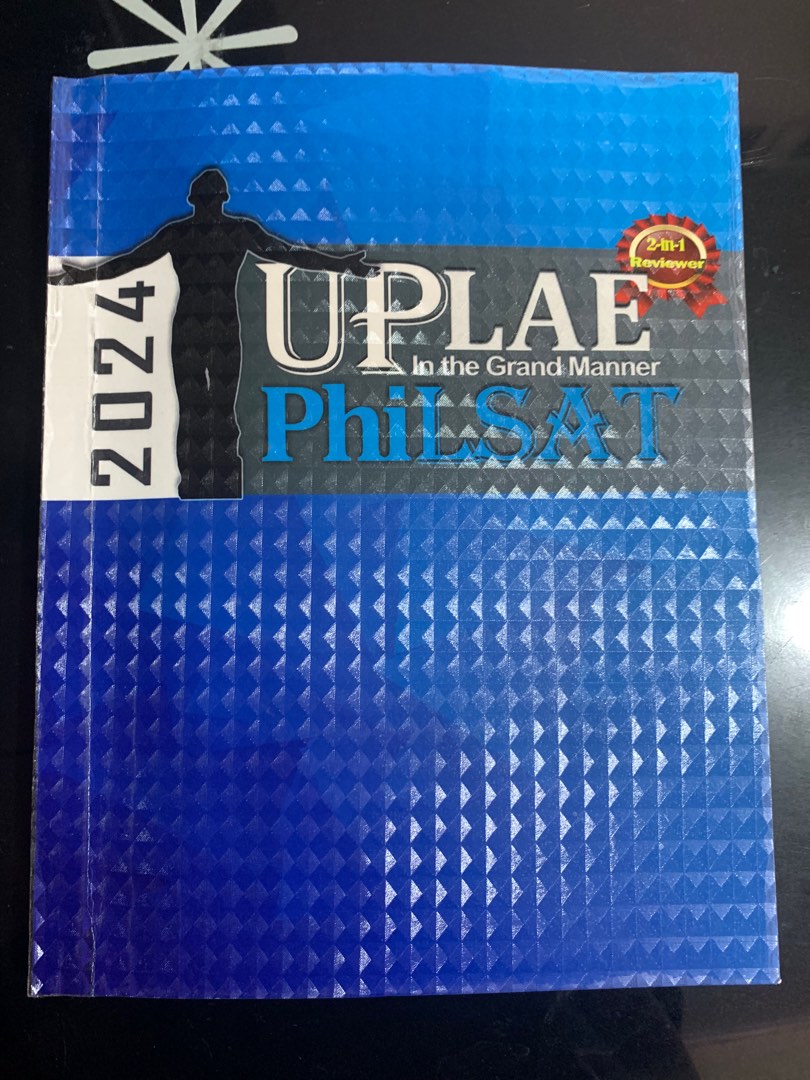 2024
2-in-1
Reviewer
UPLAE
In the Grand Manner
PhiLSAT